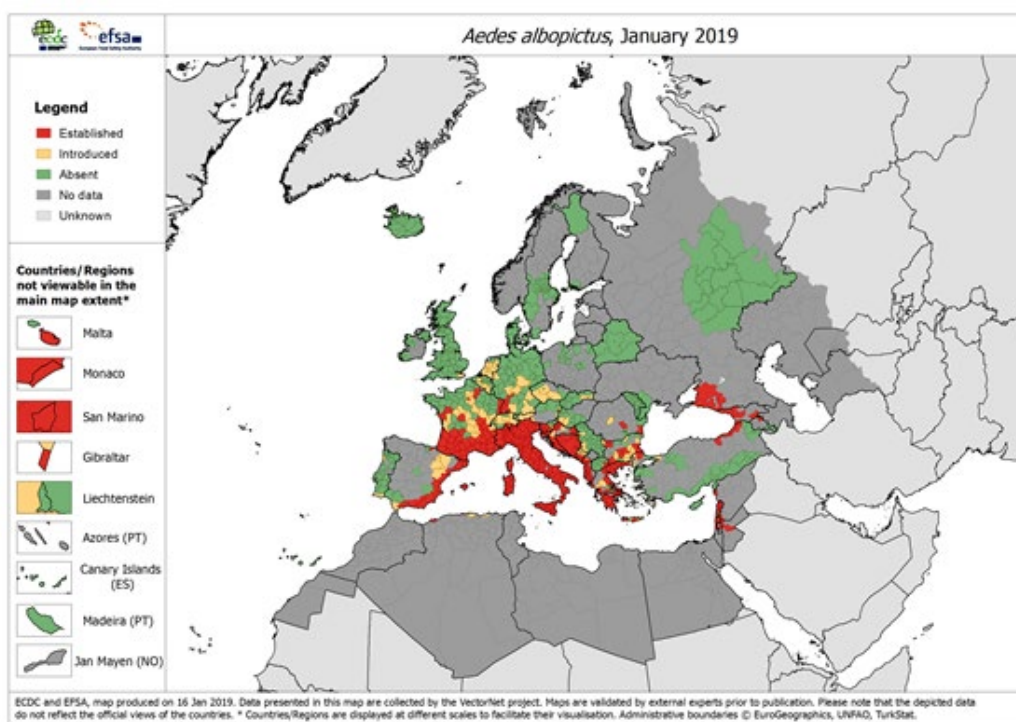 ecdc
efsa
European Food Safety Authority
Aedes albopictus, January 2019
Legend
Established
Introduced
Absent
No data
Unknown
Countries/Regions
not viewable in the
main map extent*
Malta
Monaco
San Marino
Gibraltar
Liechtenstein
Azores (PT)
Canary Islands
(ES)
Madeira (PT)
Jan Mayen (NO)
ECDC and EFSA, map produced on 16 Jan 2019. Data presented in this map are collected by the VectorNet project. Maps are validated by external experts prior to publication. Please note that the depicted data
do not reflect the official views of the countries. * Countries/Regions are displayed at different scales to facilitate their visualisation. Administrative boundaries © EuroGeographics, UNFAO, TurkStat.